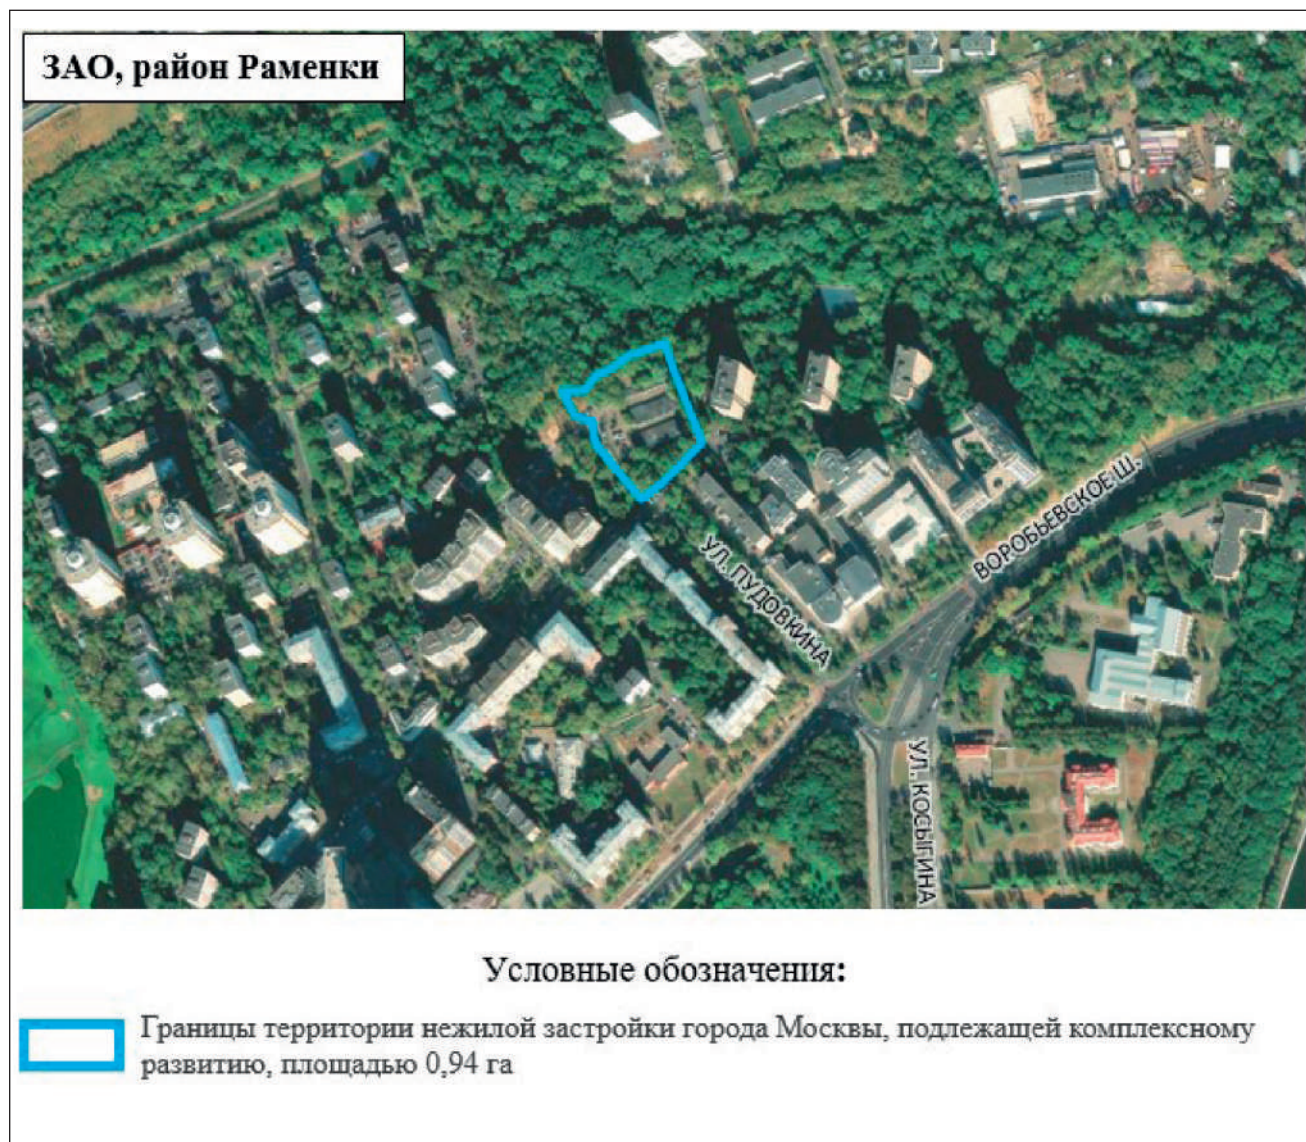 ЗАО, район Раменки
ВОРОБЬЕВСКОЕ Ш.
УЛ. ПУДОВКИНА
УЛ. КОСЫГИНА
Условные обозначения:
Границы территории нежилой застройки города Москвы, подлежащей комплексному
развитию, площадью 0,94 га